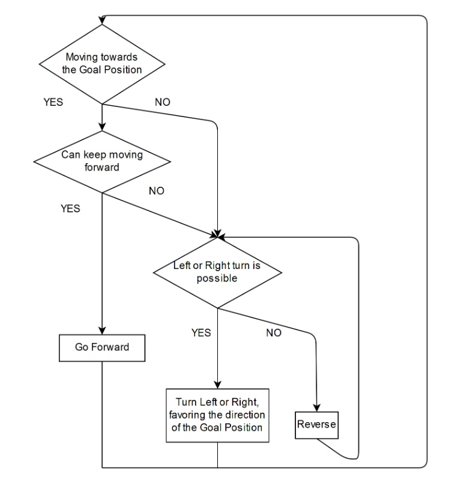 Moving towards
the Goal Position
YES
NO
Can keep moving
forward
NO
YES
Left or Right turn is
possible
YES
NO
Go Forward
Turn Left or Right,
favoring the direction
of the Goal Position
Reverse